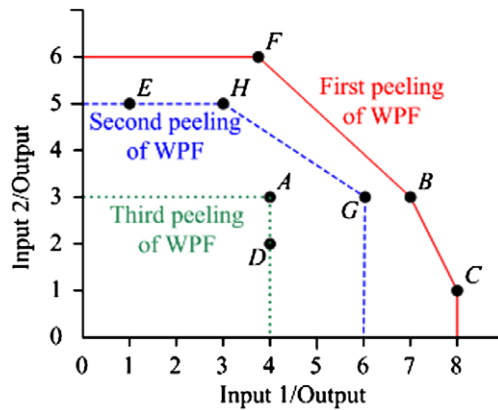 F
6
First peeling
of WPF
E
H
5
Second peeling
of WPF
4
A
B
3
G
Third peeling
of WPF
D
2
C
1
0
0 1 2 3 4 5 6 7 8
Input 1/Output
Input 2/Output